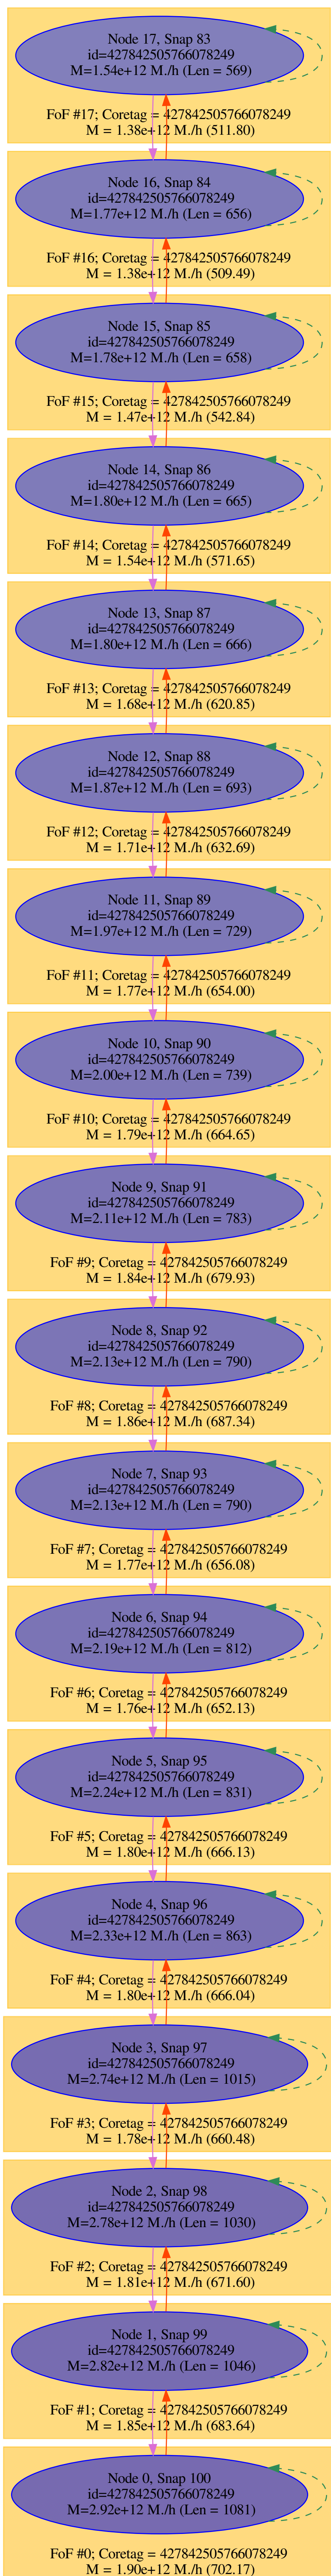 Node 17, Snap 83
id=427842505766078249
M=1.54e+12 M./h (Len = 569)
FoF #17; Coretag = 427842505766078249
M = 1.38e+12 M./h (511.80)
Node 16, Snap 84
id=427842505766078249
M=1.77e+12 M./h (Len = 656)
FoF #16; Coretag = 427842505766078249
M = 1.38e+12 M./h (509.49)
Node 15, Snap 85
id=427842505766078249
M=1.78e+12 M./h (Len = 658)
FoF #15; Coretag = 427842505766078249
M = 1.47e+12 M./h (542.84)
Node 14, Snap 86
id=427842505766078249
M=1.80e+12 M./h (Len = 665)
FoF #14; Coretag = 427842505766078249
M = 1.54e+12 M./h (571.65)
Node 13, Snap 87
id=427842505766078249
M=1.80e+12 M./h (Len = 666)
FoF #13; Coretag = 427842505766078249
M = 1.68e+12 M./h (620.85)
Node 12, Snap 88
id=427842505766078249
M=1.87e+12 M./h (Len = 693)
FoF #12; Coretag = 427842505766078249
M = 1.71e+12 M./h (632.69)
Node 11, Snap 89
id=427842505766078249
M=1.97e+12 M./h (Len = 729)
FoF #11; Coretag = 427842505766078249
M = 1.77e+12 M./h (654.00)
Node 10, Snap 90
id=427842505766078249
M=2.00e+12 M./h (Len = 739)
FoF #10; Coretag = 427842505766078249
M = 1.79e+12 M./h (664.65)
Node 9, Snap 91
id=427842505766078249
M=2.11e+12 M./h (Len = 783)
FoF #9; Coretag = 427842505766078249
M = 1.84e+12 M./h (679.93)
Node 8, Snap 92
id=427842505766078249
M=2.13e+12 M./h (Len = 790)
FoF #8; Coretag = 427842505766078249
M = 1.86e+12 M./h (687.34)
Node 7, Snap 93
id=427842505766078249
M=2.13e+12 M./h (Len = 790)
FoF #7; Coretag = 427842505766078249
M = 1.77e+12 M./h (656.08)
Node 6, Snap 94
id=427842505766078249
M=2.19e+12 M./h (Len = 812)
FoF #6; Coretag = 427842505766078249
M = 1.76e+12 M./h (652.13)
Node 5, Snap 95
id=427842505766078249
M=2.24e+12 M./h (Len = 831)
FoF #5; Coretag = 427842505766078249
M = 1.80e+12 M./h (666.13)
Node 4, Snap 96
id=427842505766078249
M=2.33e+12 M./h (Len = 863)
FoF #4; Coretag = 427842505766078249
M = 1.80e+12 M./h (666.04)
Node 3, Snap 97
id=427842505766078249
M=2.74e+12 M./h (Len = 1015)
FoF #3; Coretag = 427842505766078249
M = 1.78e+12 M./h (660.48)
Node 2, Snap 98
id=427842505766078249
M=2.78e+12 M./h (Len = 1030)
FoF #2; Coretag = 427842505766078249
M = 1.81e+12 M./h (671.60)
Node 1, Snap 99
id=427842505766078249
M=2.82e+12 M./h (Len = 1046)
FoF #1; Coretag = 427842505766078249
M = 1.85e+12 M./h (683.64)
Node 0, Snap 100
id=427842505766078249
M=2.92e+12 M./h (Len = 1081)
FoF #0; Coretag = 427842505766078249
M = 1.90e+12 M./h (702.17)